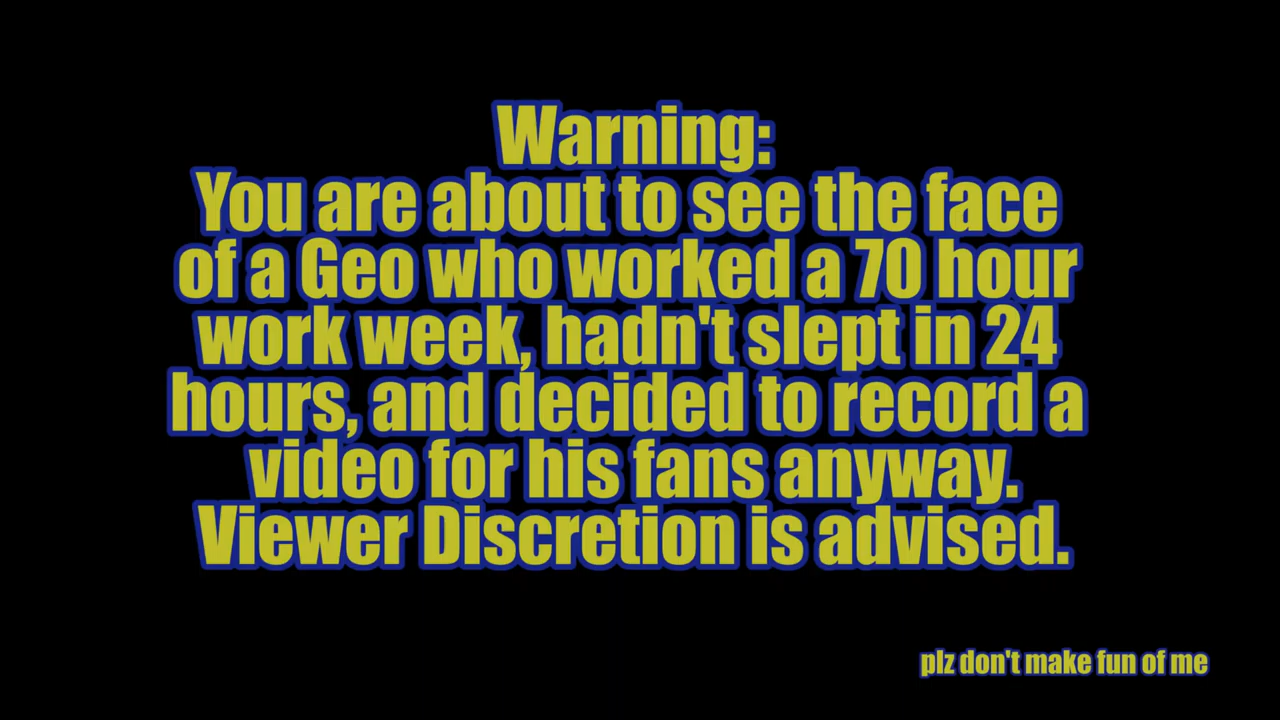 Warning:
You are about to see the face
of a Geo who worked a 70 hour
work week, hadn't slept in 24
hours, and decided to record a
video for his fans anyway.
Viewer Discretion is advised.
plz don't make fun of me